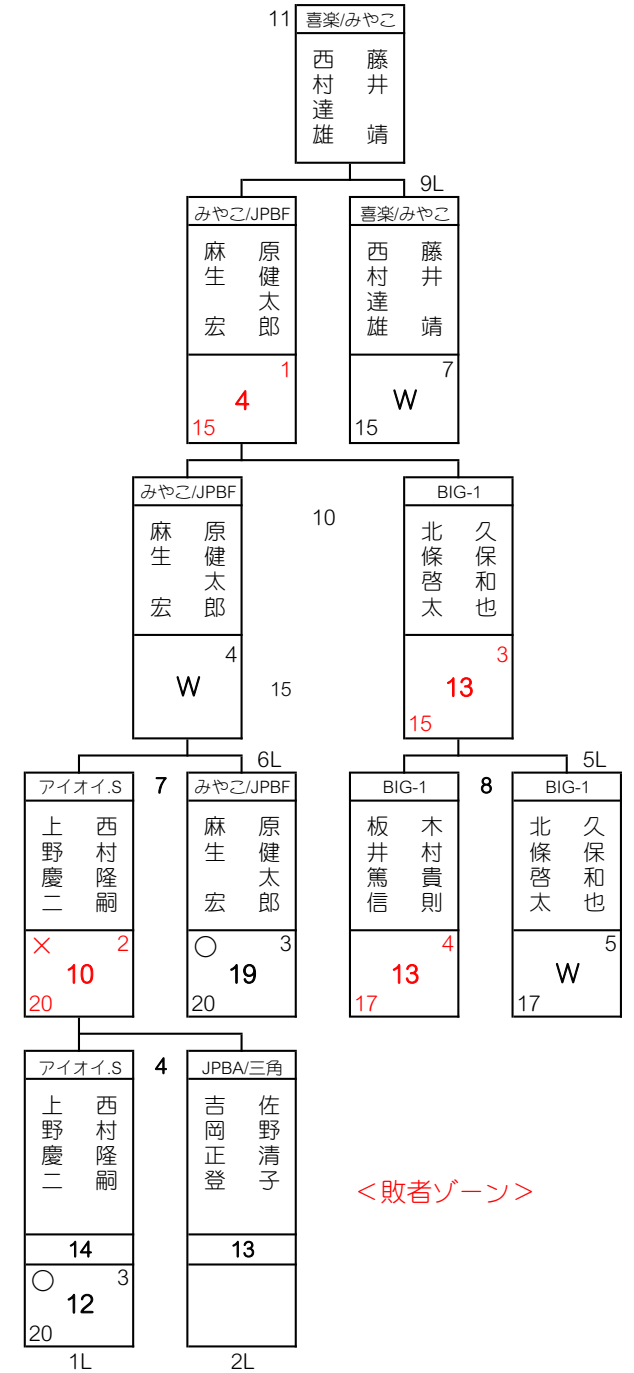 11
喜楽/みやこ
西村達雄 藤井靖
9L
みやこ/JPBF 喜楽/みやこ
麻生宏 原健太郎 西村達雄 藤井靖
1 7
4 W
15 15
みやこ/JPBF BIG-1
10
麻生宏 原健太郎 北條啓太 久保和也
4 3
W 15 13
15
6L 5L
アイオイ.S 7 みやこ/JPBF BIG-1 8 BIG-1
上野慶二 西村隆嗣 麻生宏 原健太郎 板井篤信 木村貴則 北條啓太 久保和也
× 2 ○ 3 4 5
10 19 13 W
20 20 17 17
アイオイ.S 4 JPBA/三角
上野慶二 西村隆嗣 吉岡正登 佐野清子
<敗者ゾーン>
14 13
○ 3
12
20
1L 2L